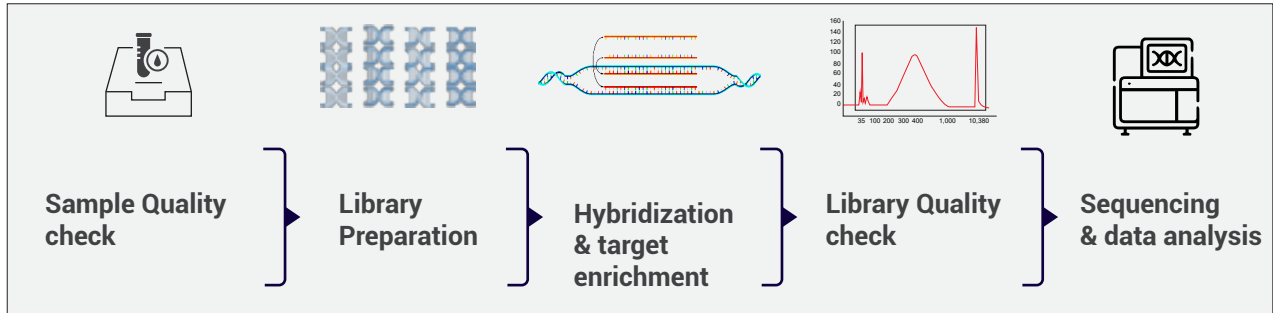 160
140
120
100
80
60
40
20
0
35 100 200 300 400 1,000 10,380
Sample Quality
check
Library
Preparation
Hybridization
& target
enrichment
Library Quality
check
Sequencing
& data analysis